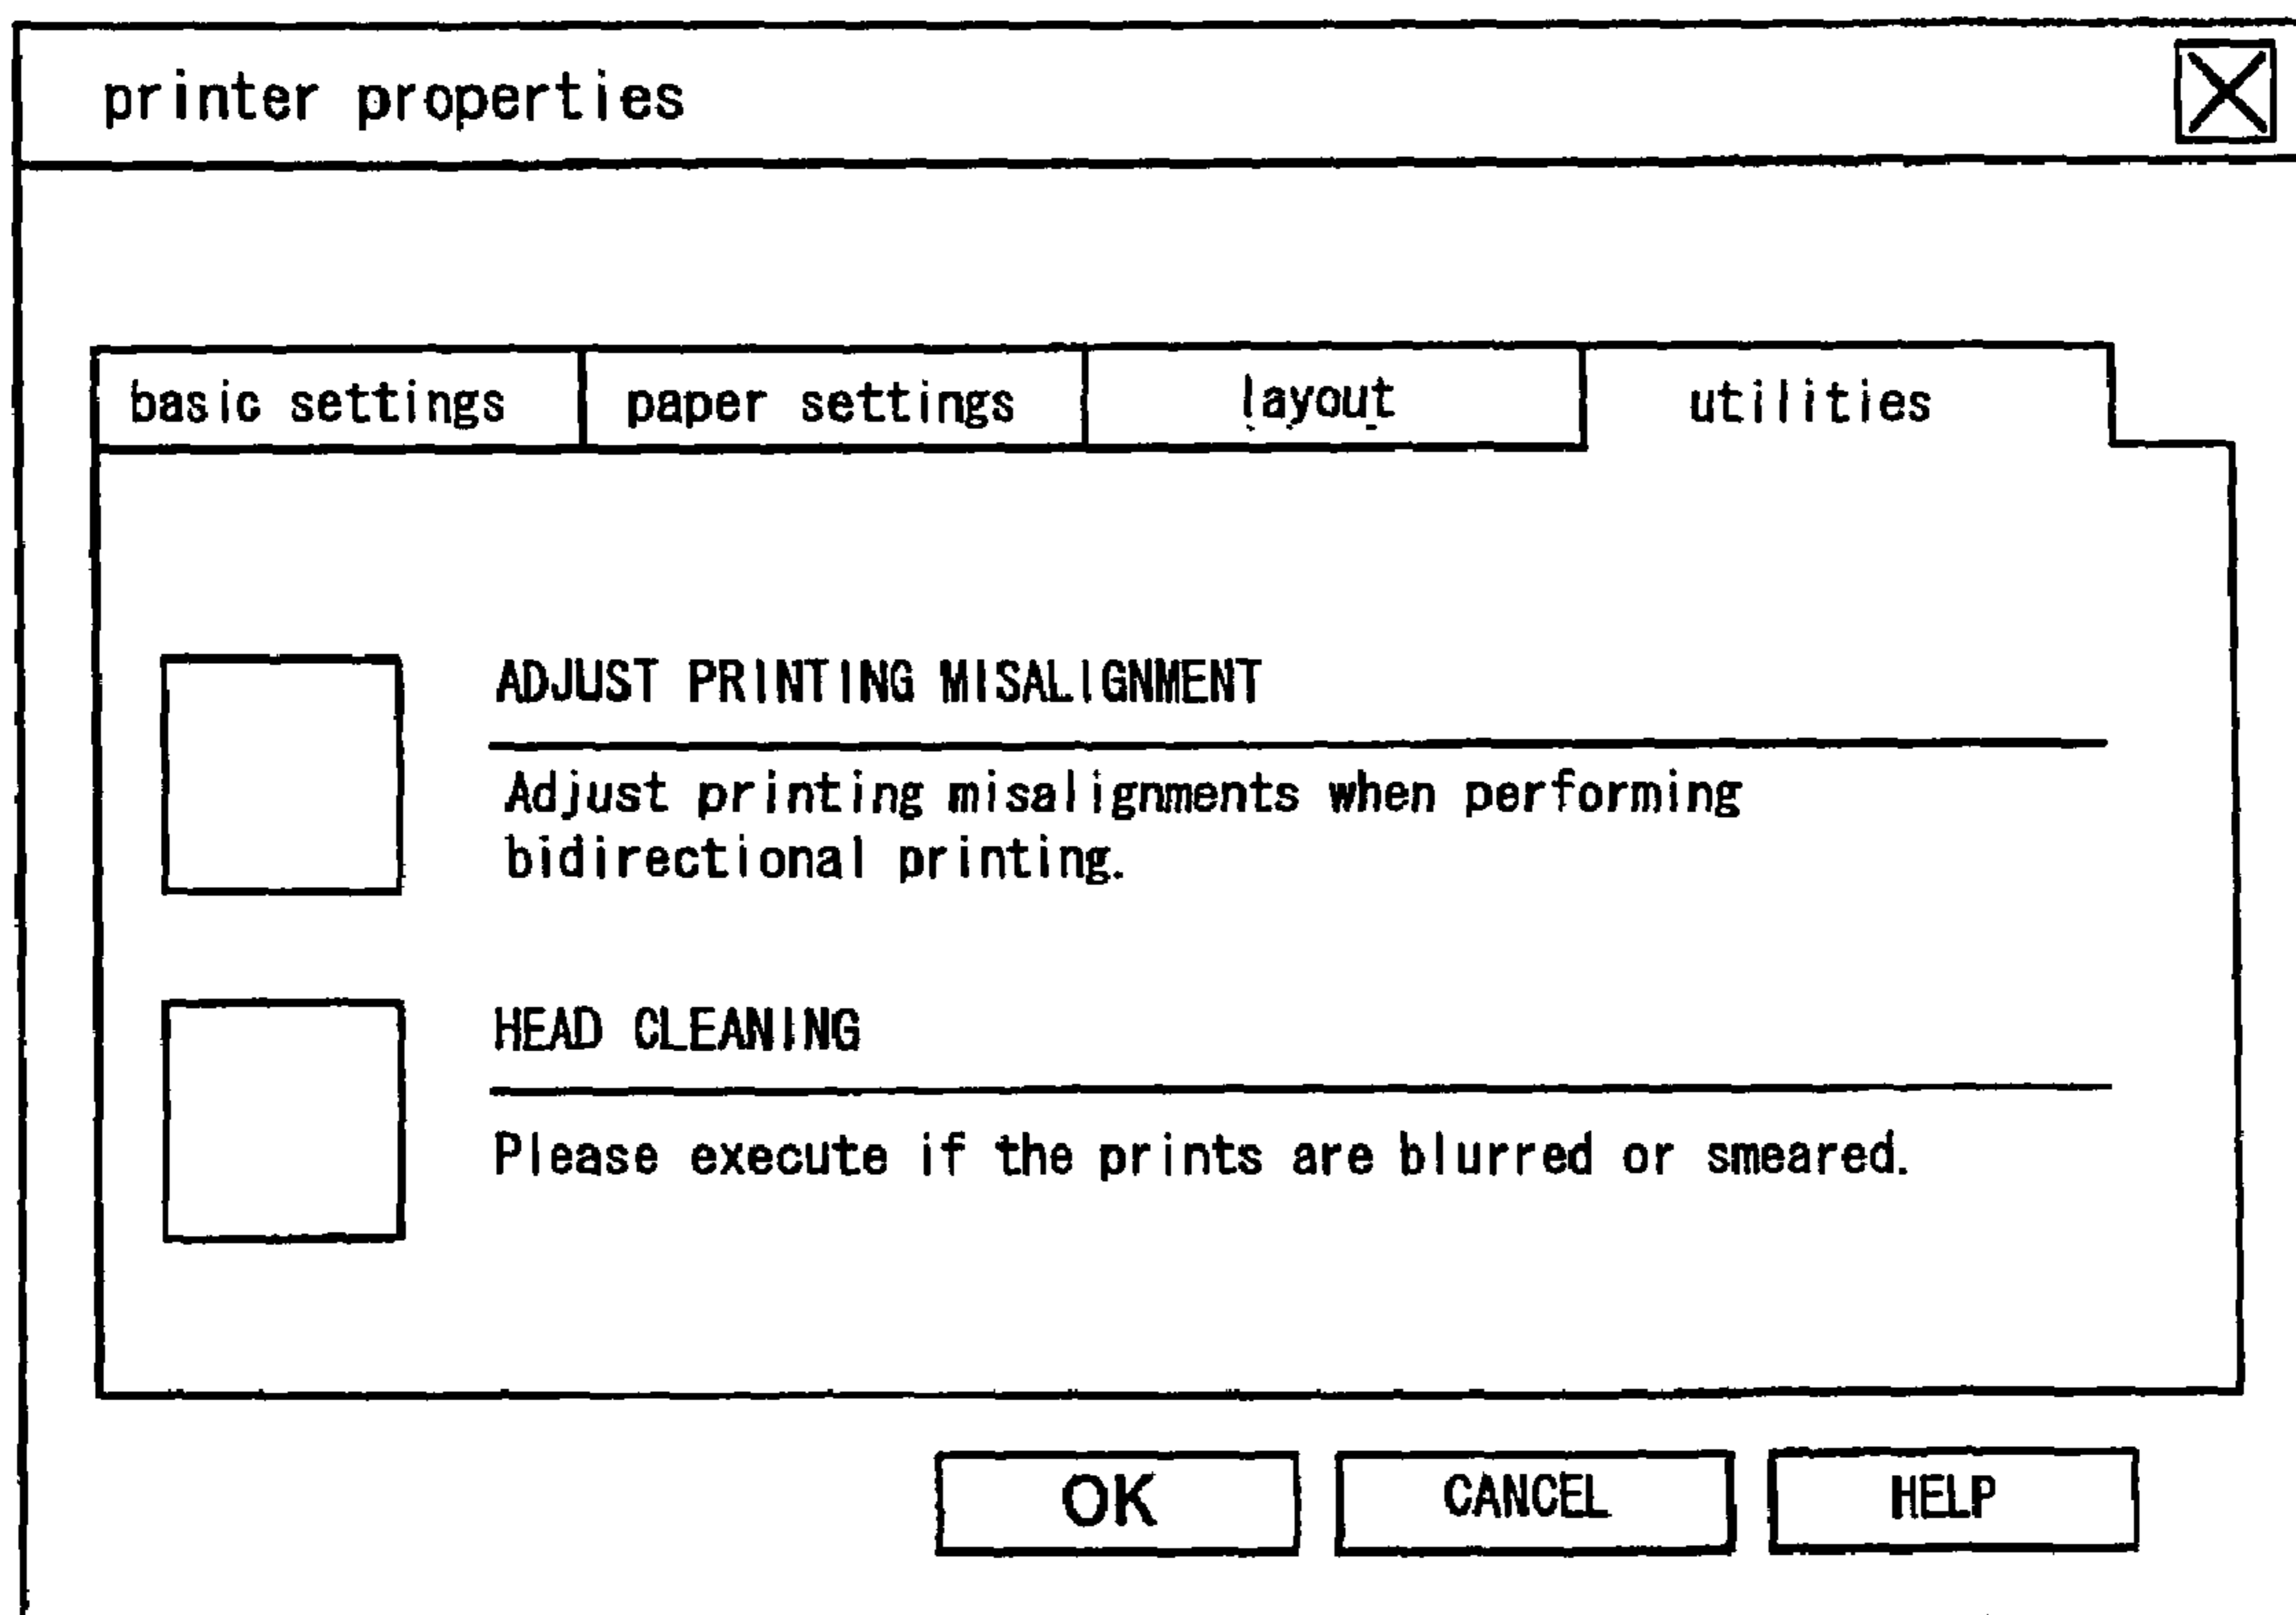 printer properties
basic settings paper settings layout utilities
ADJUST PRINTING MISALIGNMENT
Adjust printing misalignments when performing
bidirectional printing.
HEAD CLEANING
Please execute if the prints are blurred or smeared.
OK CANCEL HELP